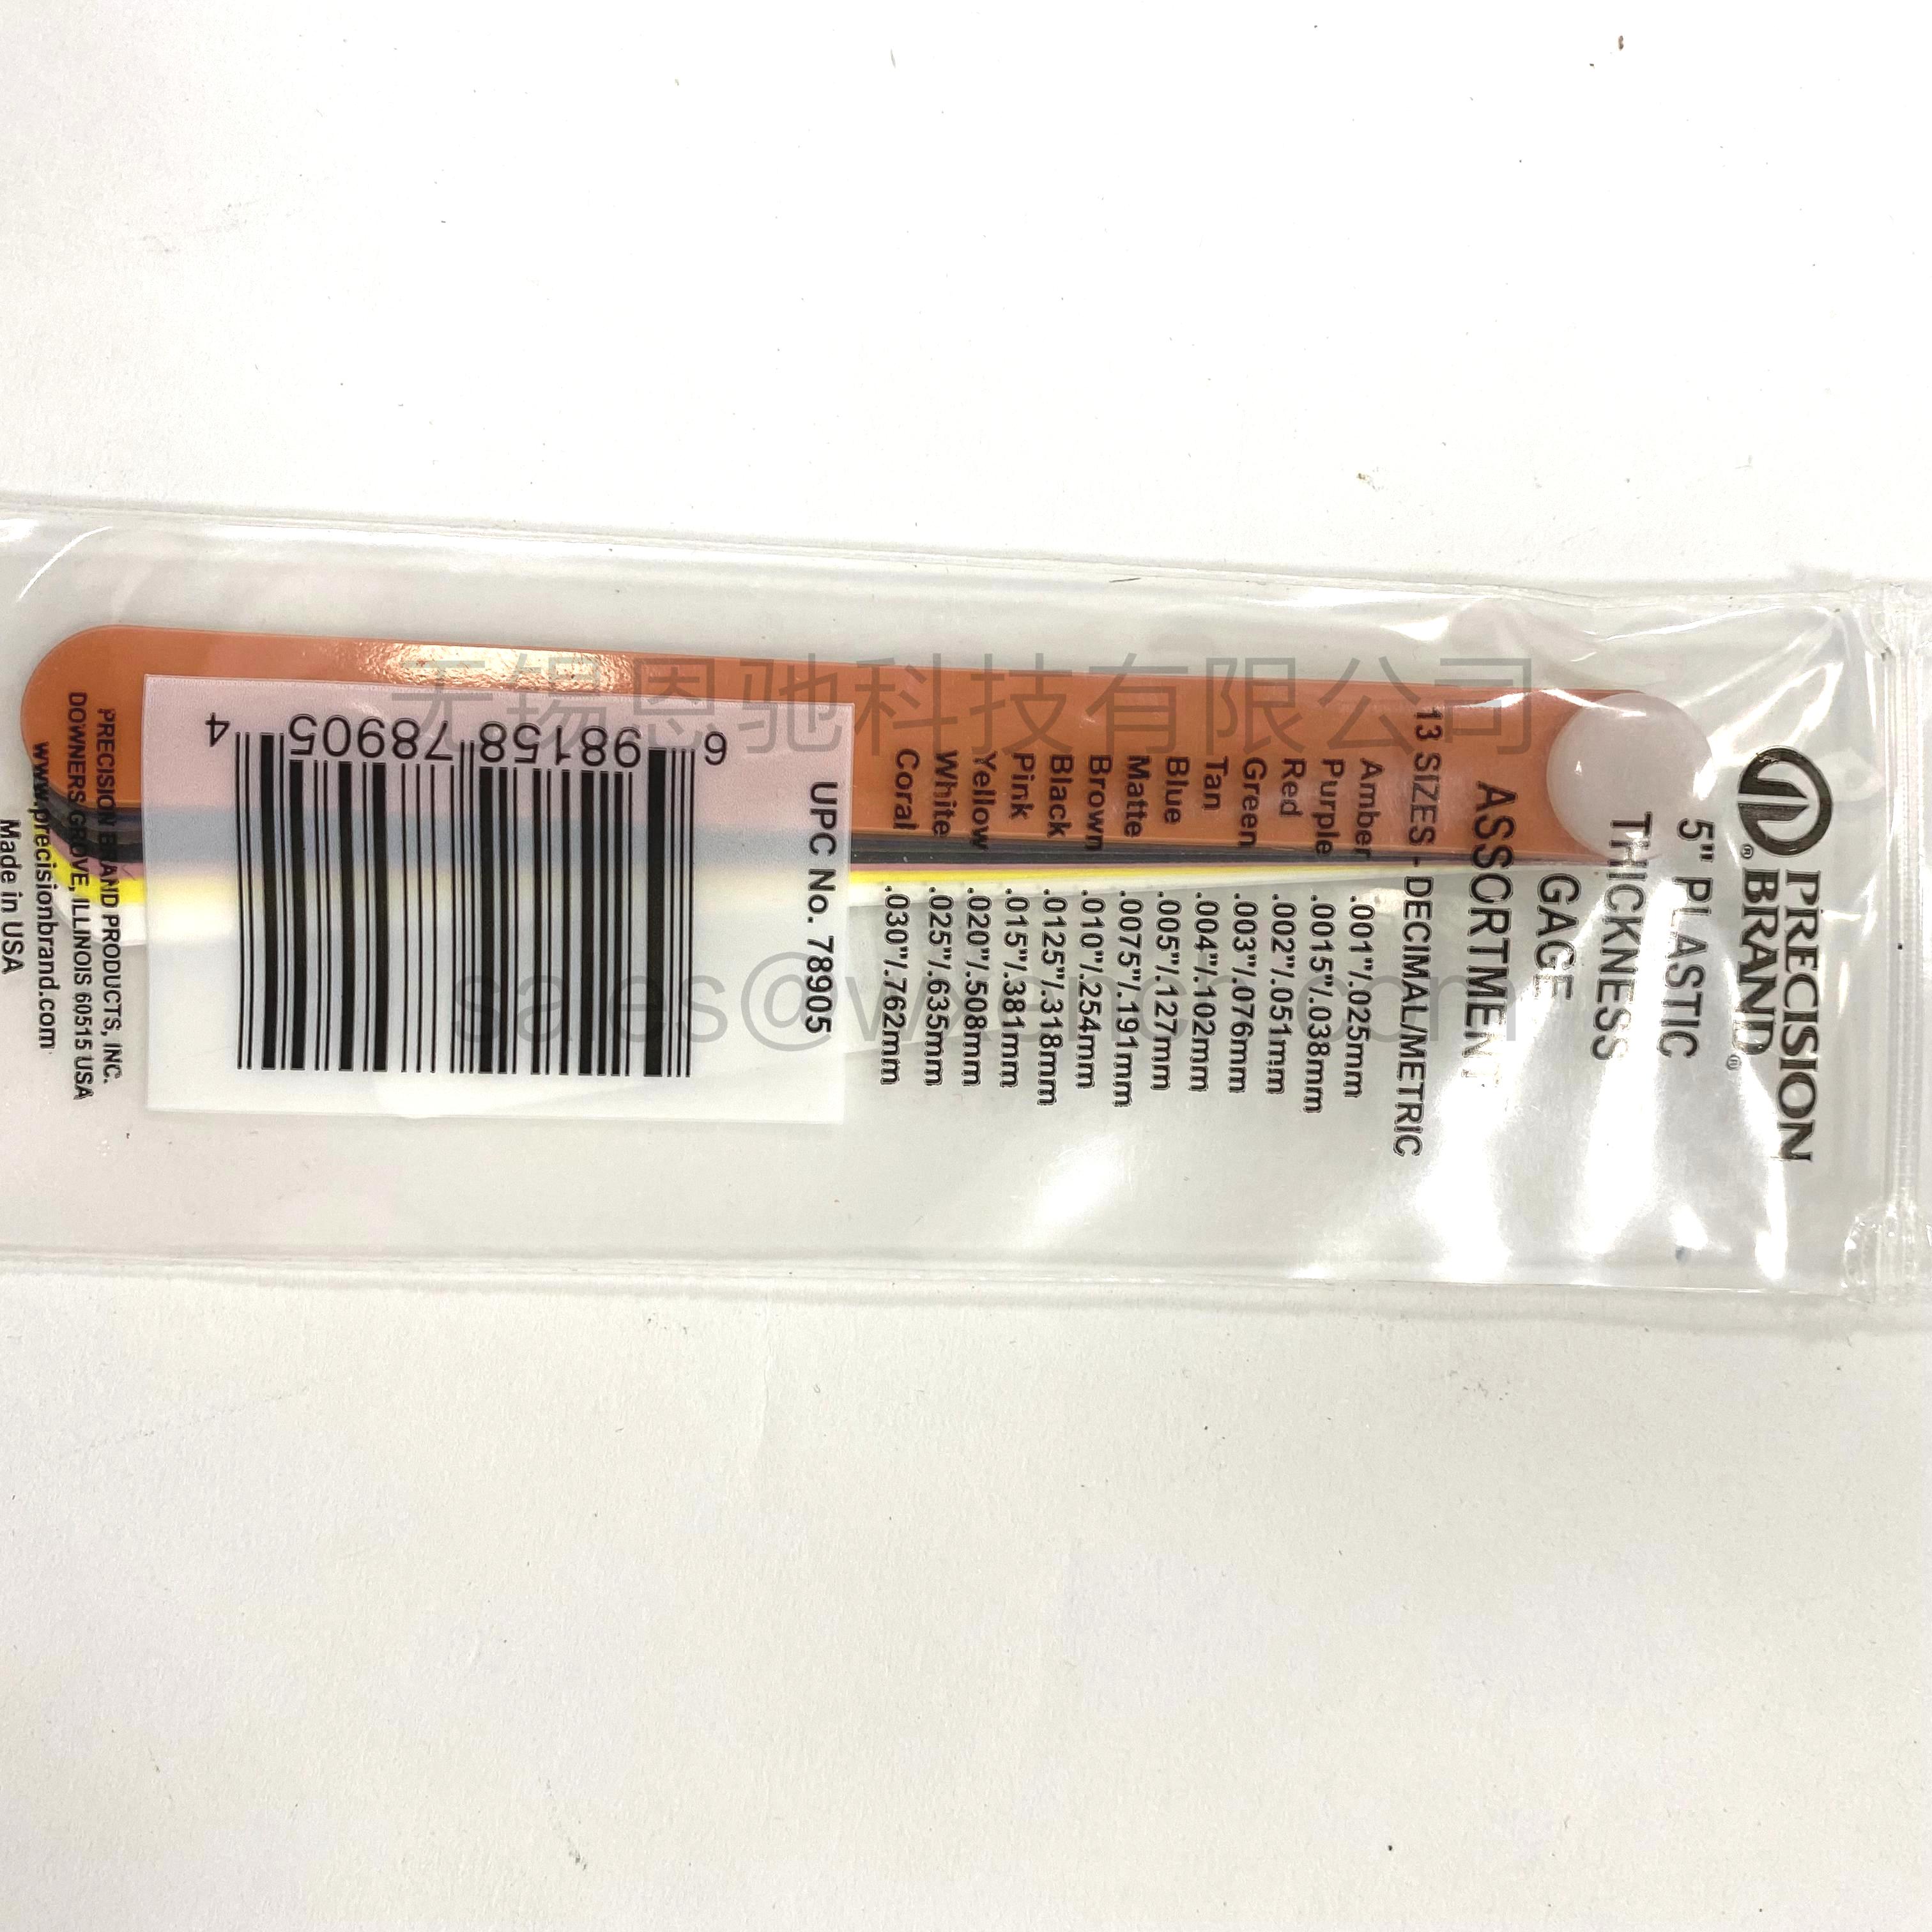 PRECISION
BRAND®
®
5" PLASTIC
THICKNESS
GAGE
ASSORTMENT
13 SIZES - DECIMAL/METRIC
Amber .001"/.025mm
Purple .0015"/.038mm
Red .002"/.051mm
Green .003"/.076mm
Tan .004"/.102mm
Blue .005"/.127mm
Matte .0075"/.191mm
Brown .010"/.254mm
Black .0125"/.318mm
Pink .015"/.381mm
Yellow .020"/.508mm
White .025"/.635mm
Coral .030"/.762mm
UPC No. 78905
6 98158 78905 4
PRECISION BRAND PRODUCTS, INC.
DOWNERS GROVE, ILLINOIS 60515 USA
www.precisionbrand.com
Made in USA
无锡恩驰科技有限公司